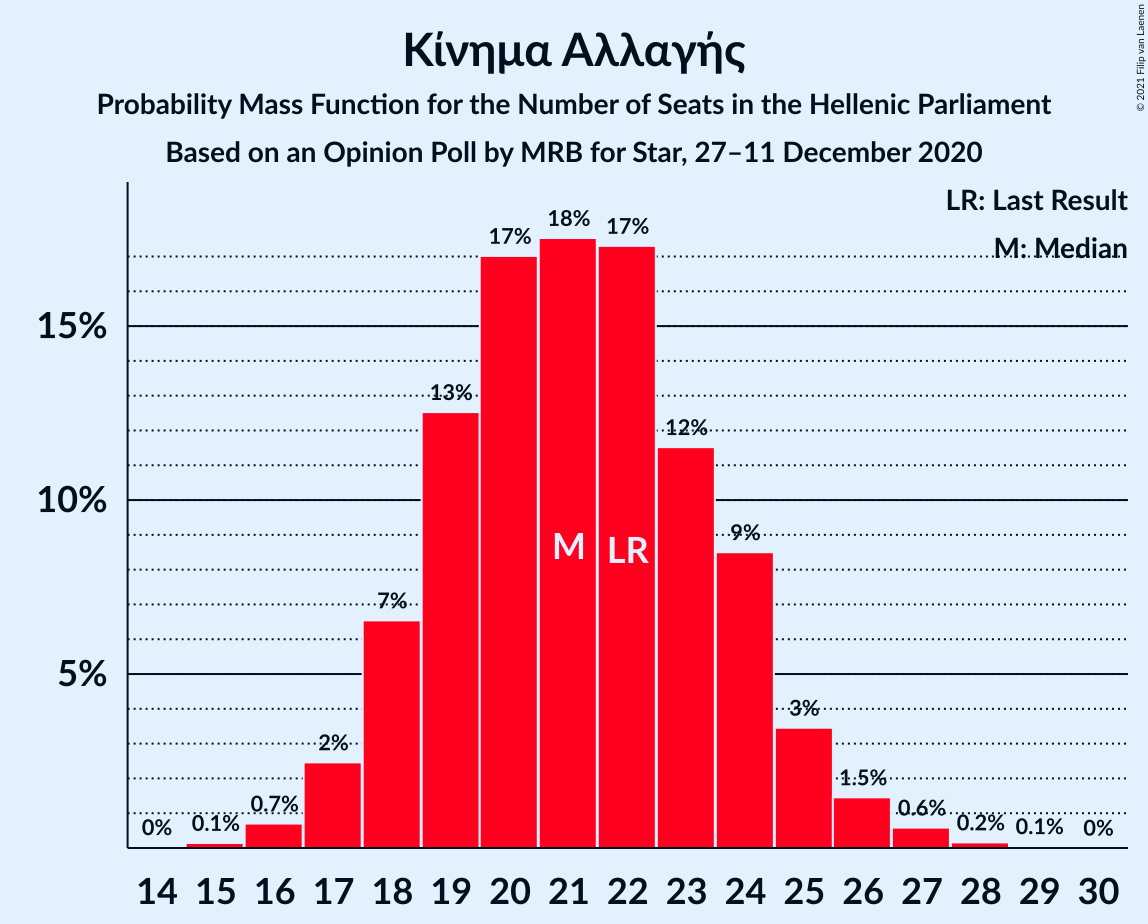 Κίνημα Αλλαγής
Probability Mass Function for the Number of Seats in the Hellenic Parliament
Based on an Opinion Poll by MRB for Star, 27–11 December 2020
© 2021 Filip van Laenen
LR: Last Result
M: Median
15%
10%
5%
0%
0.1%
0.7%
2%
7%
13%
17%
18%
17%
12%
9%
3%
1.5%
0.6%
0.2%
0.1%
0%
M
LR
14 15 16 17 18 19 20 21 22 23 24 25 26 27 28 29 30